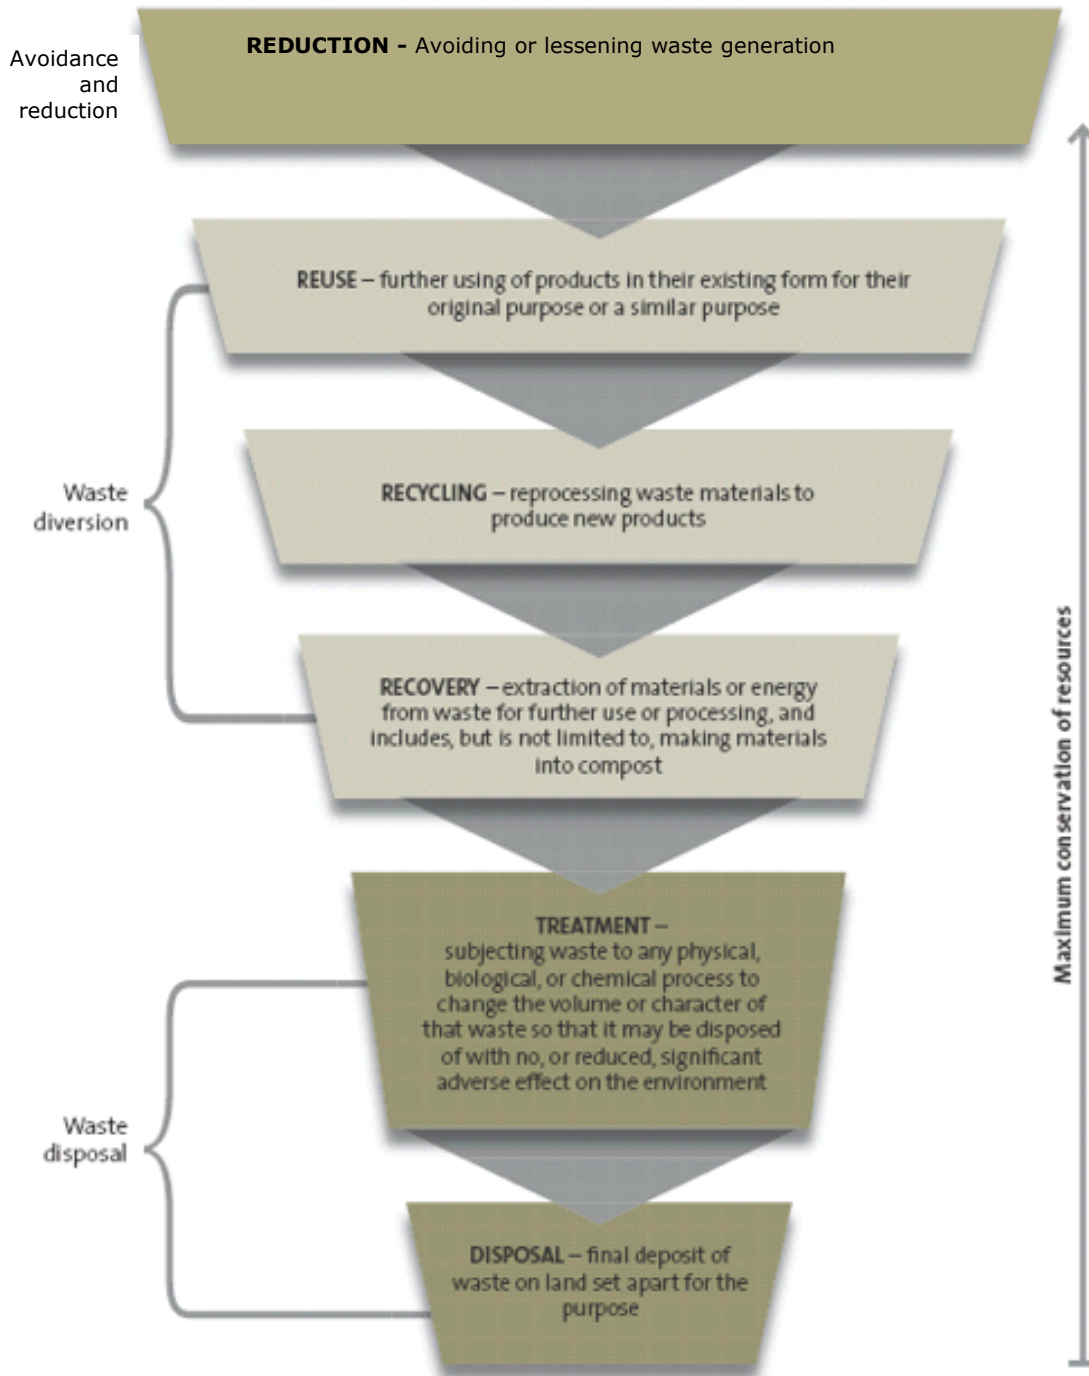 REDUCTION - Avoiding or lessening waste generation
Avoidance
and
reduction
REUSE – further using of products in their existing form for their
original purpose or a similar purpose
Waste
diversion
RECYCLING – reprocessing waste materials to
produce new products
RECOVERY – extraction of materials or energy
from waste for further use or processing, and
includes, but is not limited to, making materials
into compost
Maximum conservation of resources
TREATMENT –
subjecting waste to any physical,
biological, or chemical process to
change the volume or character of
that waste so that it may be disposed
of with no, or reduced, significant
adverse effect on the environment
Waste
disposal
DISPOSAL – final deposit of
waste on land set apart for the
purpose